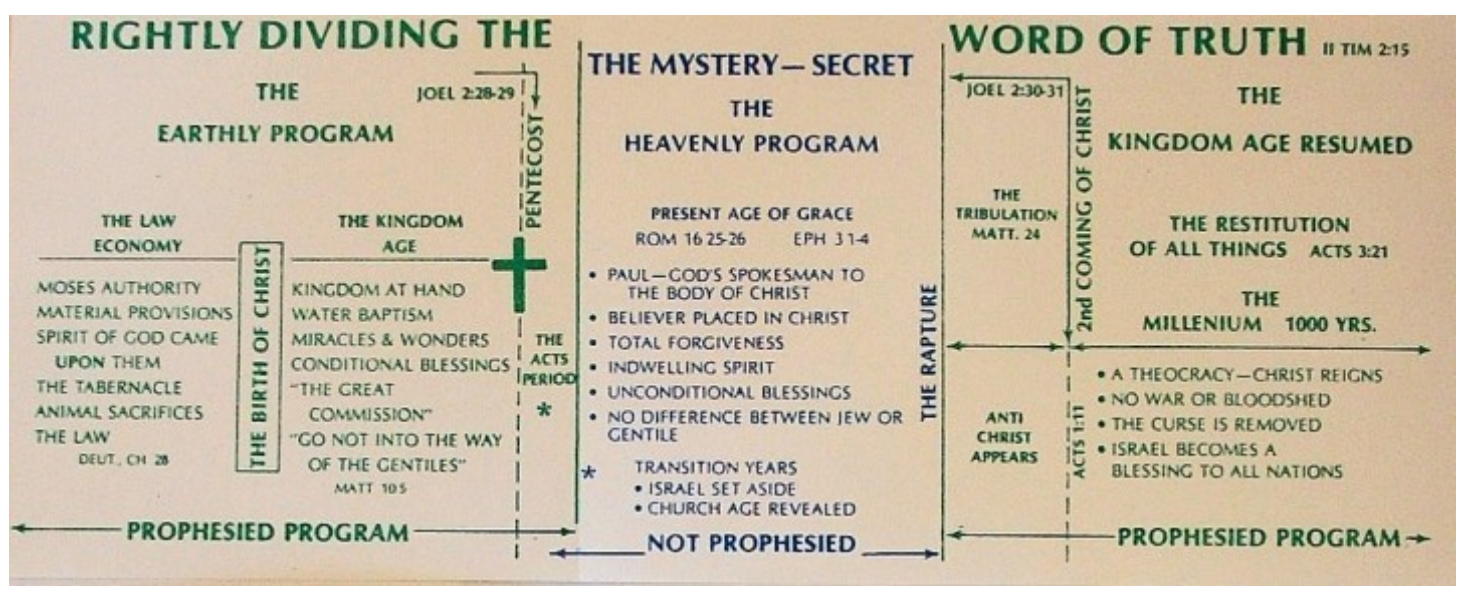 RIGHTLY DIVIDING THE
THE
EARTHLY PROGRAM
JOEL 2:28-29
PENTECOST
THE LAW
ECONOMY
MOSES AUTHORITY
MATERIAL PROVISIONS
SPIRIT OF GOD CAME
UPON THEM
THE TABERNACLE
ANIMAL SACRIFICES
THE LAW
DEUT., CH 28
THE BIRTH OF CHRIST
THE KINGDOM
AGE
KINGDOM AT HAND
WATER BAPTISM
MIRACLES & WONDERS
CONDITIONAL BLESSINGS
"THE GREAT
COMMISSION"
"GO NOT INTO THE WAY
OF THE GENTILES"
MATT 10 5
THE
ACTS
PERIOD
*
PROPHESIED PROGRAM
THE MYSTERY—SECRET
THE
HEAVENLY PROGRAM
PRESENT AGE OF GRACE
ROM 16 25-26 EPH 3 1-4
• PAUL—GOD'S SPOKESMAN TO
THE BODY OF CHRIST
• BELIEVER PLACED IN CHRIST
• TOTAL FORGIVENESS
• INDWELLING SPIRIT
• UNCONDITIONAL BLESSINGS
• NO DIFFERENCE BETWEEN JEW OR
GENTILE
* TRANSITION YEARS
• ISRAEL SET ASIDE
• CHURCH AGE REVEALED
NOT PROPHESIED
THE RAPTURE
WORD OF TRUTH II TIM 2:15
JOEL 2:30-31
THE
TRIBULATION
MATT. 24
ANTI
CHRIST
APPEARS
2nd COMING OF CHRIST
ACTS 1:11
THE
KINGDOM AGE RESUMED
THE RESTITUTION
OF ALL THINGS ACTS 3:21
THE
MILLENIUM 1000 YRS.
• A THEOCRACY—CHRIST REIGNS
• NO WAR OR BLOODSHED
• THE CURSE IS REMOVED
• ISRAEL BECOMES A
BLESSING TO ALL NATIONS
PROPHESIED PROGRAM